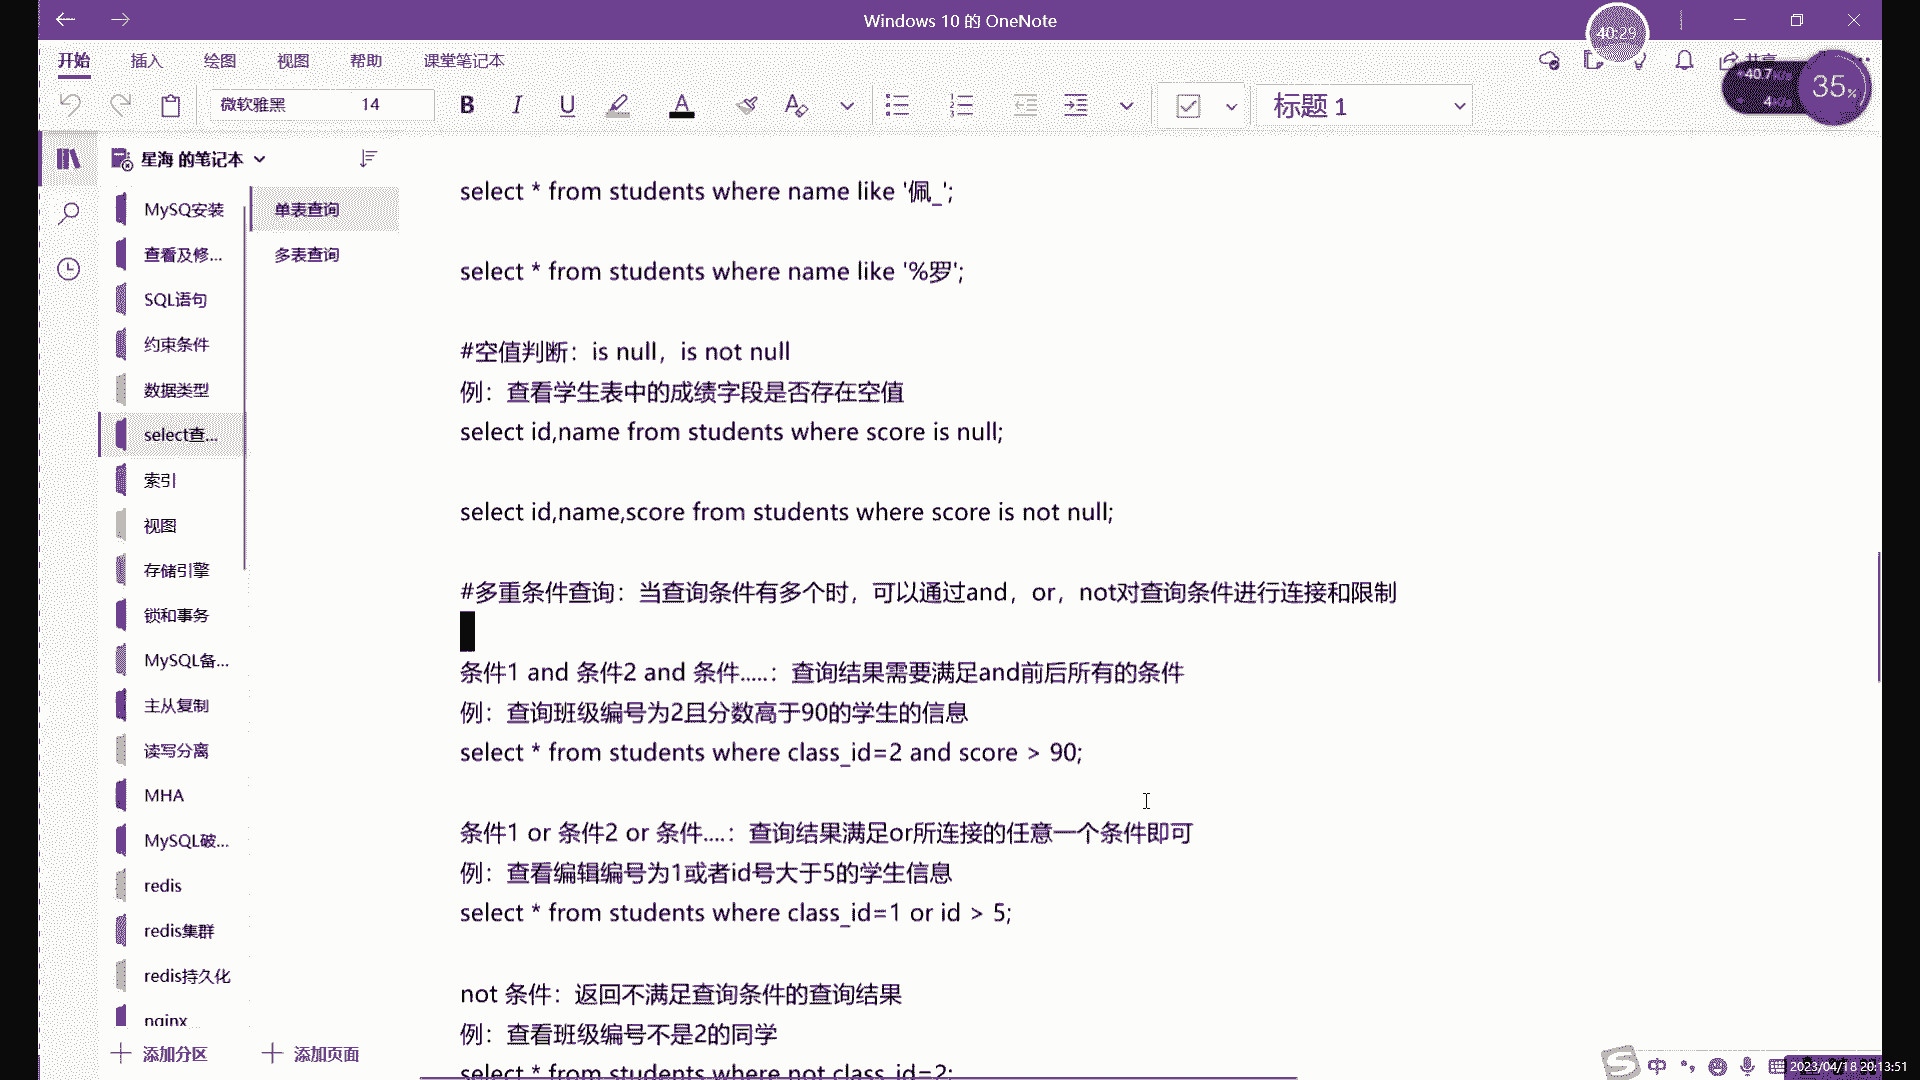 Windows 10 的 OneNote
40:29
开始
插入
绘图
视图
帮助
课堂笔记本
共享
微软雅黑
14
B
I
U
标题 1
40.7
35%
星海 的笔记本
MySQ安装
查看及修...
SQL语句
约束条件
数据类型
select查...
索引
视图
存储引擎
锁和事务
MySQL备...
主从复制
读写分离
MHA
MySQL破...
redis
redis集群
redis持久化
nginx
添加分区
单表查询
多表查询
添加页面
select * from students where name like '佩_';
select * from students where name like '%罗';
#空值判断：is null，is not null
例：查看学生表中的成绩字段是否存在空值
select id,name from students where score is null;
select id,name,score from students where score is not null;
#多重条件查询：当查询条件有多个时，可以通过and，or，not对查询条件进行连接和限制
条件1 and 条件2 and 条件.....：查询结果需要满足and前后所有的条件
例：查询班级编号为2且分数高于90的学生的信息
select * from students where class_id=2 and score > 90;
条件1 or 条件2 or 条件....：查询结果满足or所连接的任意一个条件即可
例：查看编辑编号为1或者id号大于5的学生信息
select * from students where class_id=1 or id > 5;
not 条件：返回不满足查询条件的查询结果
例：查看班级编号不是2的同学
select * from students where not class_id=2;
中
2023/04/18 20:13:51